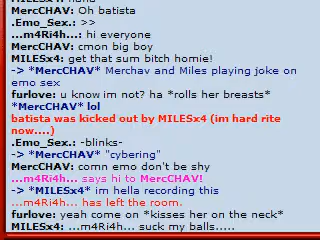 MercCHAV: Oh batista
.Emo_Sex.: >>
...m4Ri4h...: hi everyone
MercCHAV: cmon big boy
MILESx4: get that sum bitch homie!
-> *MercCHAV* Merchav and Miles playing joke on
emo sex
furlove: u know im not? ha *rolls her breasts*
*MercCHAV* lol
batista was kicked out by MILESx4 (im hard rite
now....)
.Emo_Sex.: -blinks-
-> *MercCHAV* "cybering"
MercCHAV: comn emo don't be shy
...m4Ri4h... says hi to MercCHAV!
-> *MILESx4* im hella recording this
...m4Ri4h... has left the room.
furlove: yeah come on *kisses her on the neck*
MILESx4: ...m4Ri4h... suck my balls.....